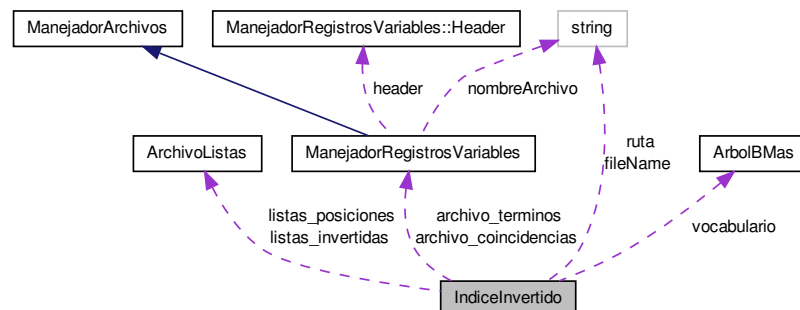 ManejadorArchivos
ManejadorRegistrosVariables::Header
string
header
nombreArchivo
ArchivoListas
ManejadorRegistrosVariables
ruta
fileName
ArbolBMas
listas_posiciones
listas_invertidas
archivo_terminos
archivo_coincidencias
vocabulario
IndiceInvertido